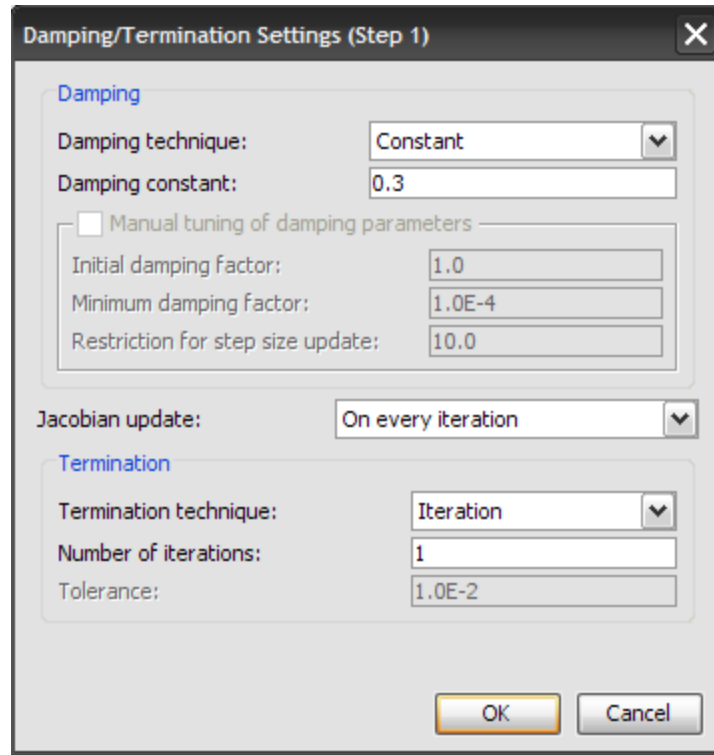 Damping/Termination Settings (Step 1)
Damping
Damping technique: Constant
Damping constant: 0.3
Manual tuning of damping parameters
Initial damping factor: 1.0
Minimum damping factor: 1.0E-4
Restriction for step size update: 10.0
Jacobian update: On every iteration
Termination
Termination technique: Iteration
Number of iterations: 1
Tolerance: 1.0E-2
OK Cancel